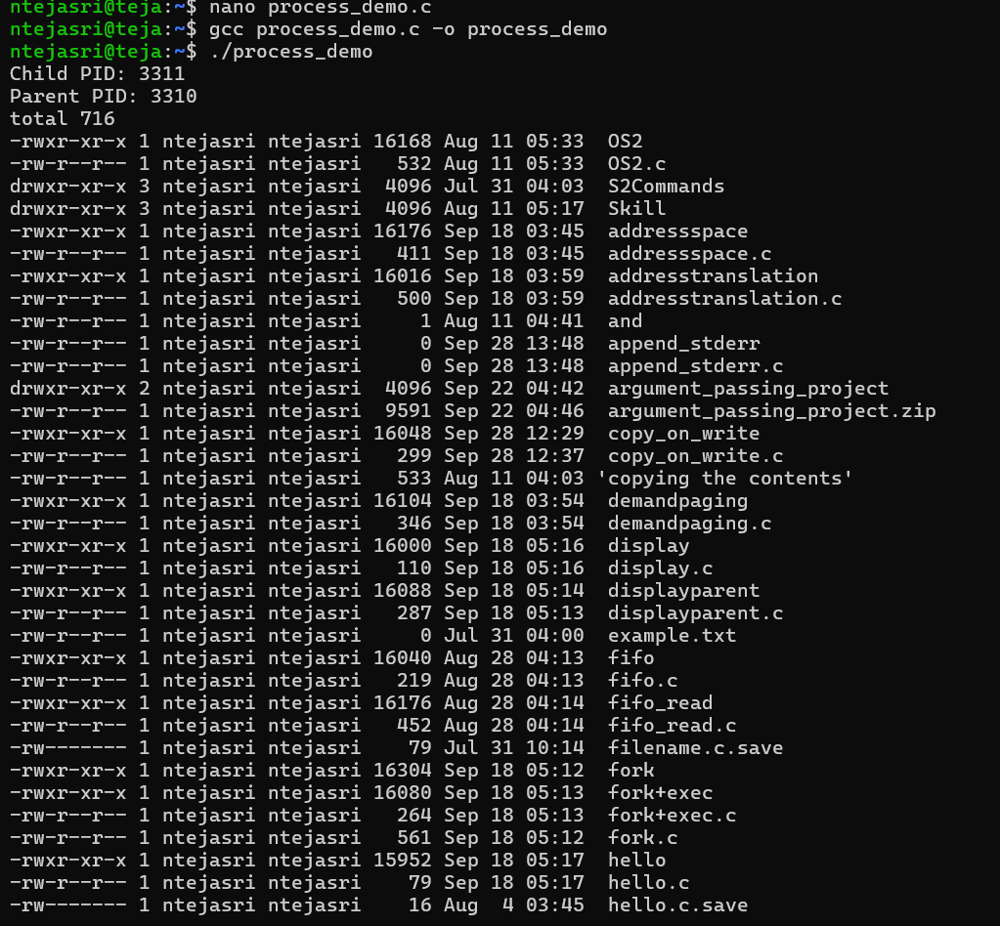 ntejasri@teja:~$ nano process_demo.c
ntejasri@teja:~$ gcc process_demo.c -o process_demo
ntejasri@teja:~$ ./process_demo
Child PID: 3311
Parent PID: 3310
total 716
-rwxr-xr-x 1 ntejasri ntejasri 16168 Aug 11 05:33  OS2
-rw-r--r-- 1 ntejasri ntejasri   532 Aug 11 05:33  OS2.c
drwxr-xr-x 3 ntejasri ntejasri  4096 Jul 31 04:03  S2Commands
drwxr-xr-x 3 ntejasri ntejasri  4096 Aug 11 05:17  Skill
-rwxr-xr-x 1 ntejasri ntejasri 16176 Sep 18 03:45  addressspace
-rw-r--r-- 1 ntejasri ntejasri   411 Sep 18 03:45  addressspace.c
-rwxr-xr-x 1 ntejasri ntejasri 16016 Sep 18 03:59  addresstranslation
-rw-r--r-- 1 ntejasri ntejasri   500 Sep 18 03:59  addresstranslation.c
-rw-r--r-- 1 ntejasri ntejasri     1 Aug 11 04:41  and
-rw-r--r-- 1 ntejasri ntejasri     0 Sep 28 13:48  append_stderr
-rw-r--r-- 1 ntejasri ntejasri     0 Sep 28 13:48  append_stderr.c
drwxr-xr-x 2 ntejasri ntejasri  4096 Sep 22 04:42  argument_passing_project
-rw-r--r-- 1 ntejasri ntejasri  9591 Sep 22 04:46  argument_passing_project.zip
-rwxr-xr-x 1 ntejasri ntejasri 16048 Sep 28 12:29  copy_on_write
-rw-r--r-- 1 ntejasri ntejasri   299 Sep 28 12:37  copy_on_write.c
-rw-r--r-- 1 ntejasri ntejasri   533 Aug 11 04:03 'copying the contents'
-rwxr-xr-x 1 ntejasri ntejasri 16104 Sep 18 03:54  demandpaging
-rw-r--r-- 1 ntejasri ntejasri   346 Sep 18 03:54  demandpaging.c
-rwxr-xr-x 1 ntejasri ntejasri 16000 Sep 18 05:16  display
-rw-r--r-- 1 ntejasri ntejasri   110 Sep 18 05:16  display.c
-rwxr-xr-x 1 ntejasri ntejasri 16088 Sep 18 05:14  displayparent
-rw-r--r-- 1 ntejasri ntejasri   287 Sep 18 05:13  displayparent.c
-rw-r--r-- 1 ntejasri ntejasri     0 Jul 31 04:00  example.txt
-rwxr-xr-x 1 ntejasri ntejasri 16040 Aug 28 04:13  fifo
-rw-r--r-- 1 ntejasri ntejasri   219 Aug 28 04:13  fifo.c
-rwxr-xr-x 1 ntejasri ntejasri 16176 Aug 28 04:14  fifo_read
-rw-r--r-- 1 ntejasri ntejasri   452 Aug 28 04:14  fifo_read.c
-rw------- 1 ntejasri ntejasri    79 Jul 31 10:14  filename.c.save
-rwxr-xr-x 1 ntejasri ntejasri 16304 Sep 18 05:12  fork
-rwxr-xr-x 1 ntejasri ntejasri 16080 Sep 18 05:13  fork+exec
-rw-r--r-- 1 ntejasri ntejasri   264 Sep 18 05:13  fork+exec.c
-rw-r--r-- 1 ntejasri ntejasri   561 Sep 18 05:12  fork.c
-rwxr-xr-x 1 ntejasri ntejasri 15952 Sep 18 05:17  hello
-rw-r--r-- 1 ntejasri ntejasri    79 Sep 18 05:17  hello.c
-rw------- 1 ntejasri ntejasri    16 Aug  4 03:45  hello.c.save